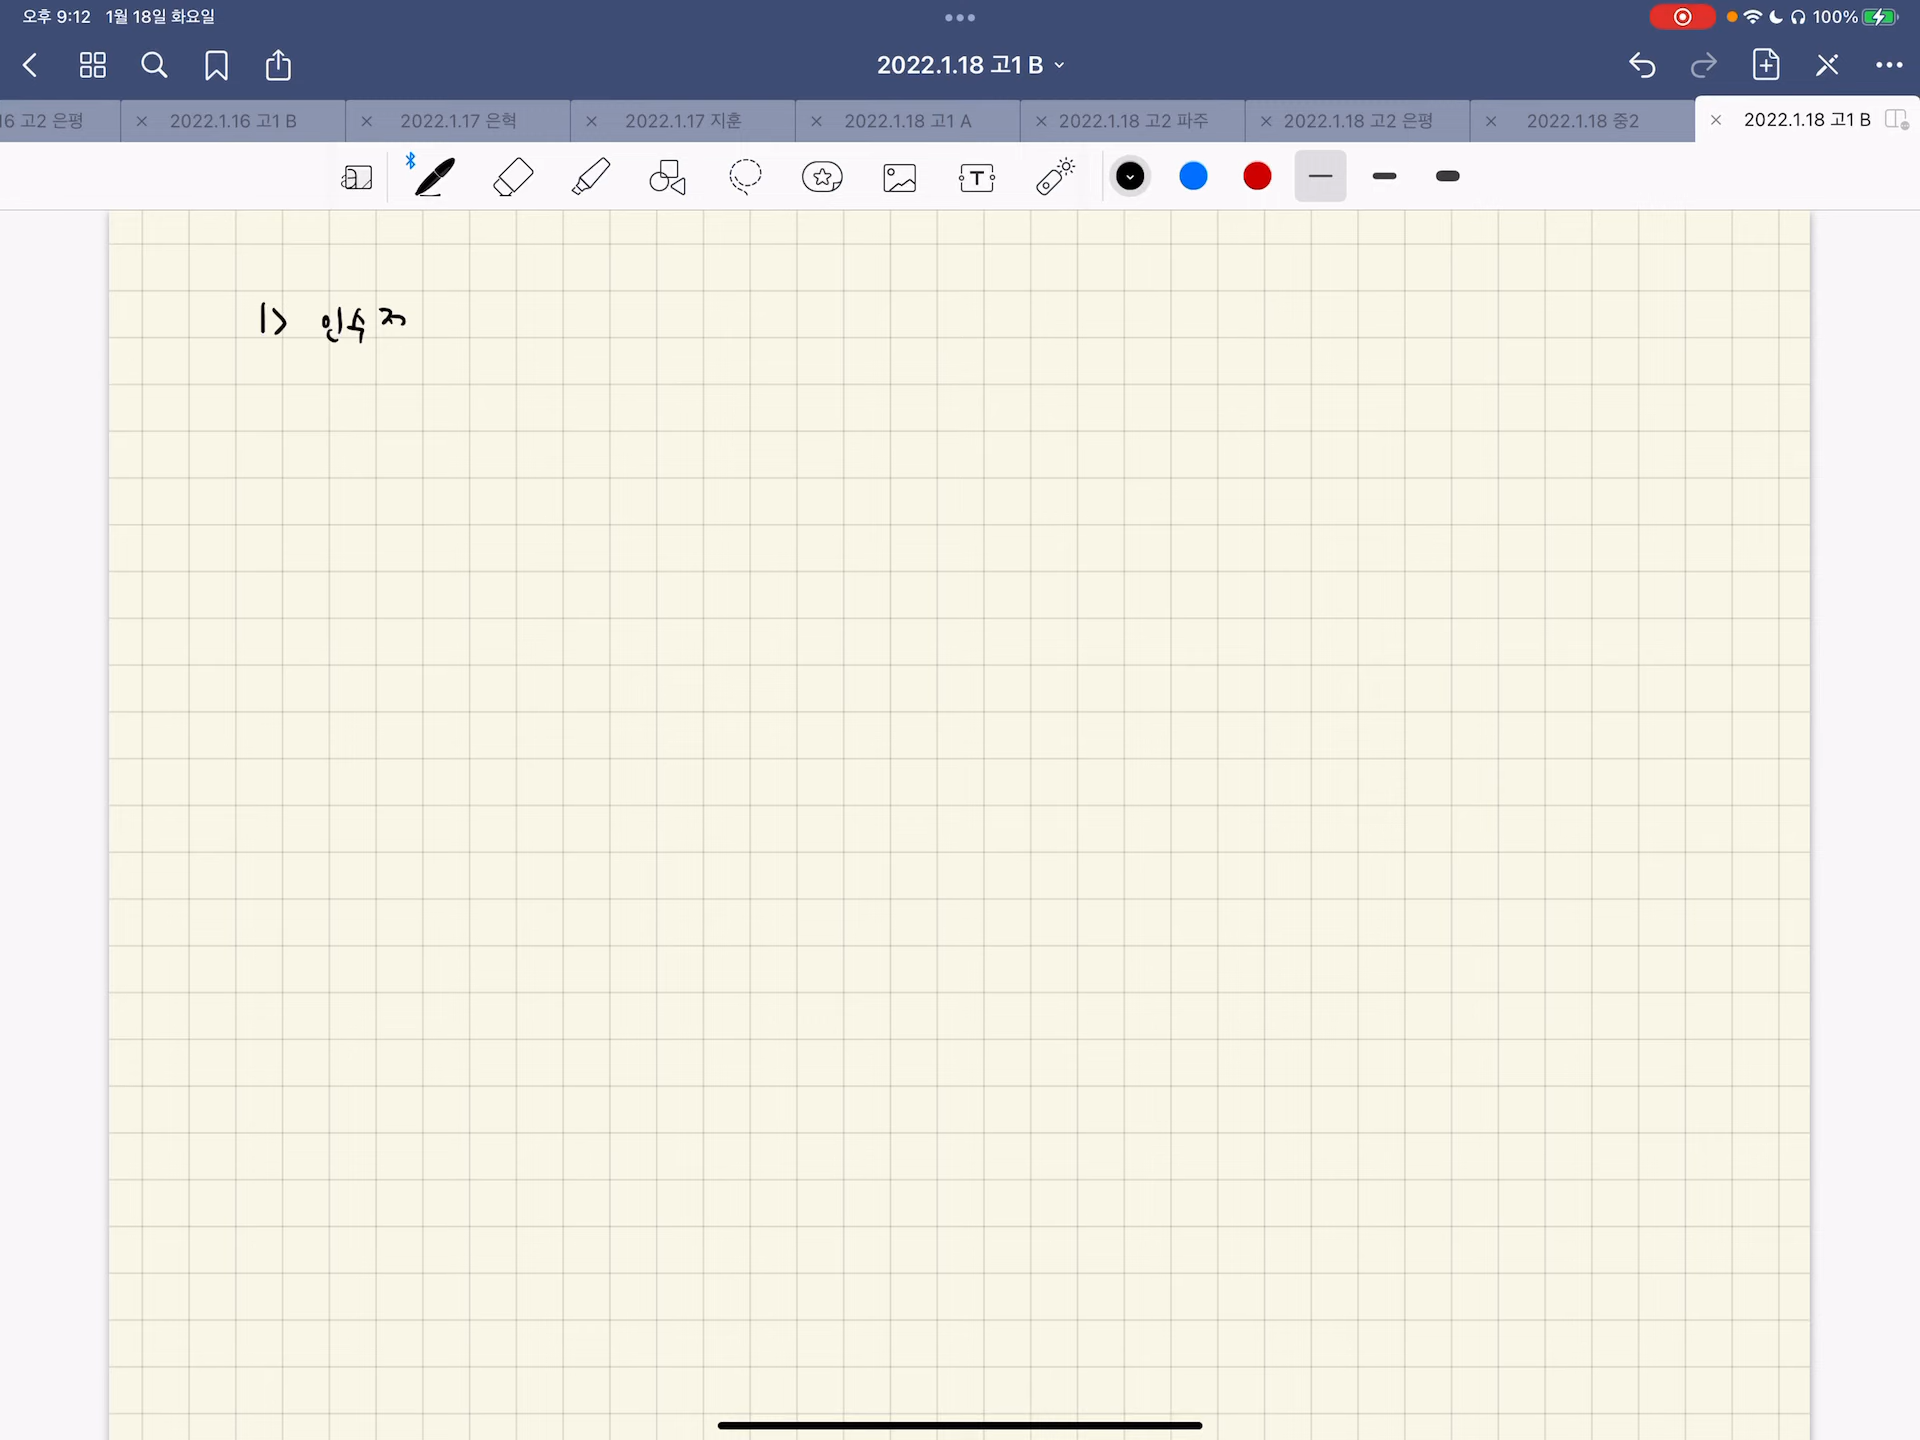 오후 9:12 1월 18일 화요일 100%
2022.1.18 고1 B
16 고2 은평 2022.1.16 고1 B 2022.1.17 은혁 2022.1.17 지훈 2022.1.18 고1 A 2022.1.18 고2 파주 2022.1.18 고2 은평 2022.1.18 중2 2022.1.18 고1 B
1> 인수